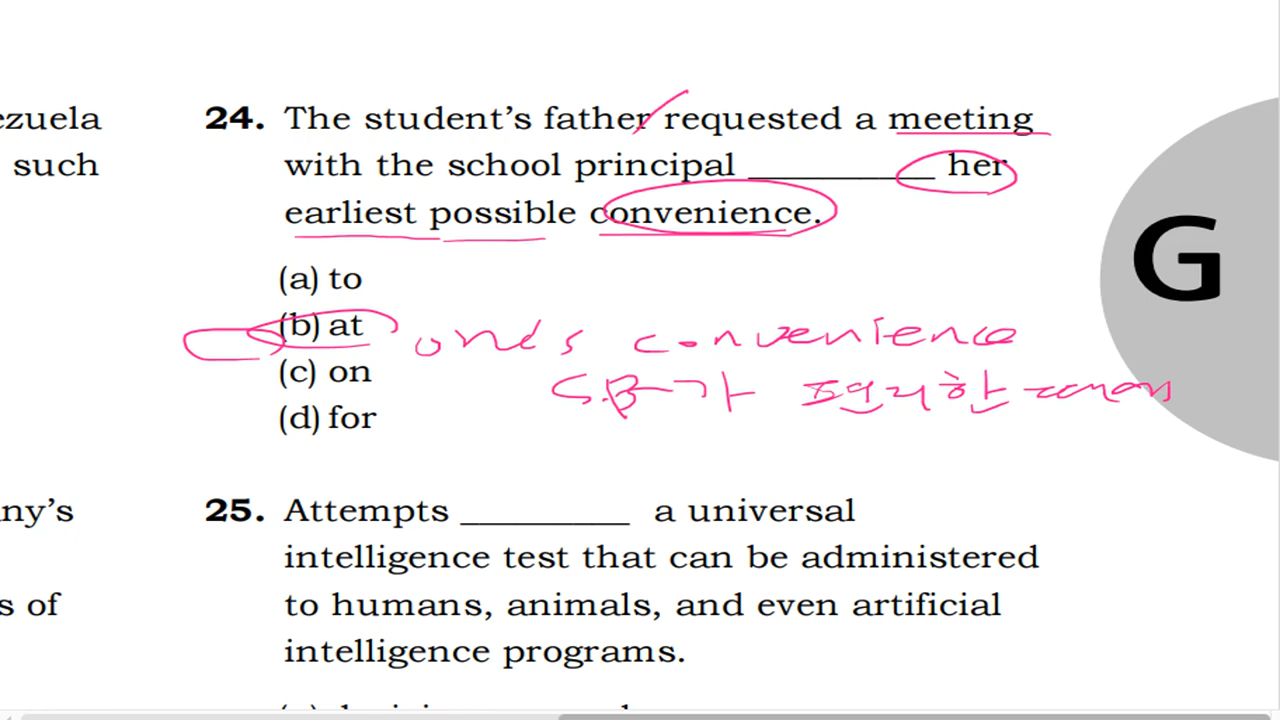 ezuela
such
24. The student's father requested a meeting
with the school principal __________ her
earliest possible convenience.
(a) to
(b) at one's convenience
(c) on S.B가 편리한 때에
(d) for
G
ny's
s of
25. Attempts __________ a universal
intelligence test that can be administered
to humans, animals, and even artificial
intelligence programs.